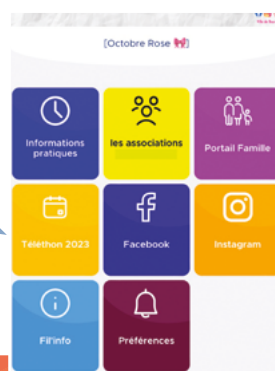 [Octobre Rose 🎀]
Informations
pratiques
les associations
Portail Famille
Téléthon 2023
Facebook
Instagram
Fil'info
Préférences